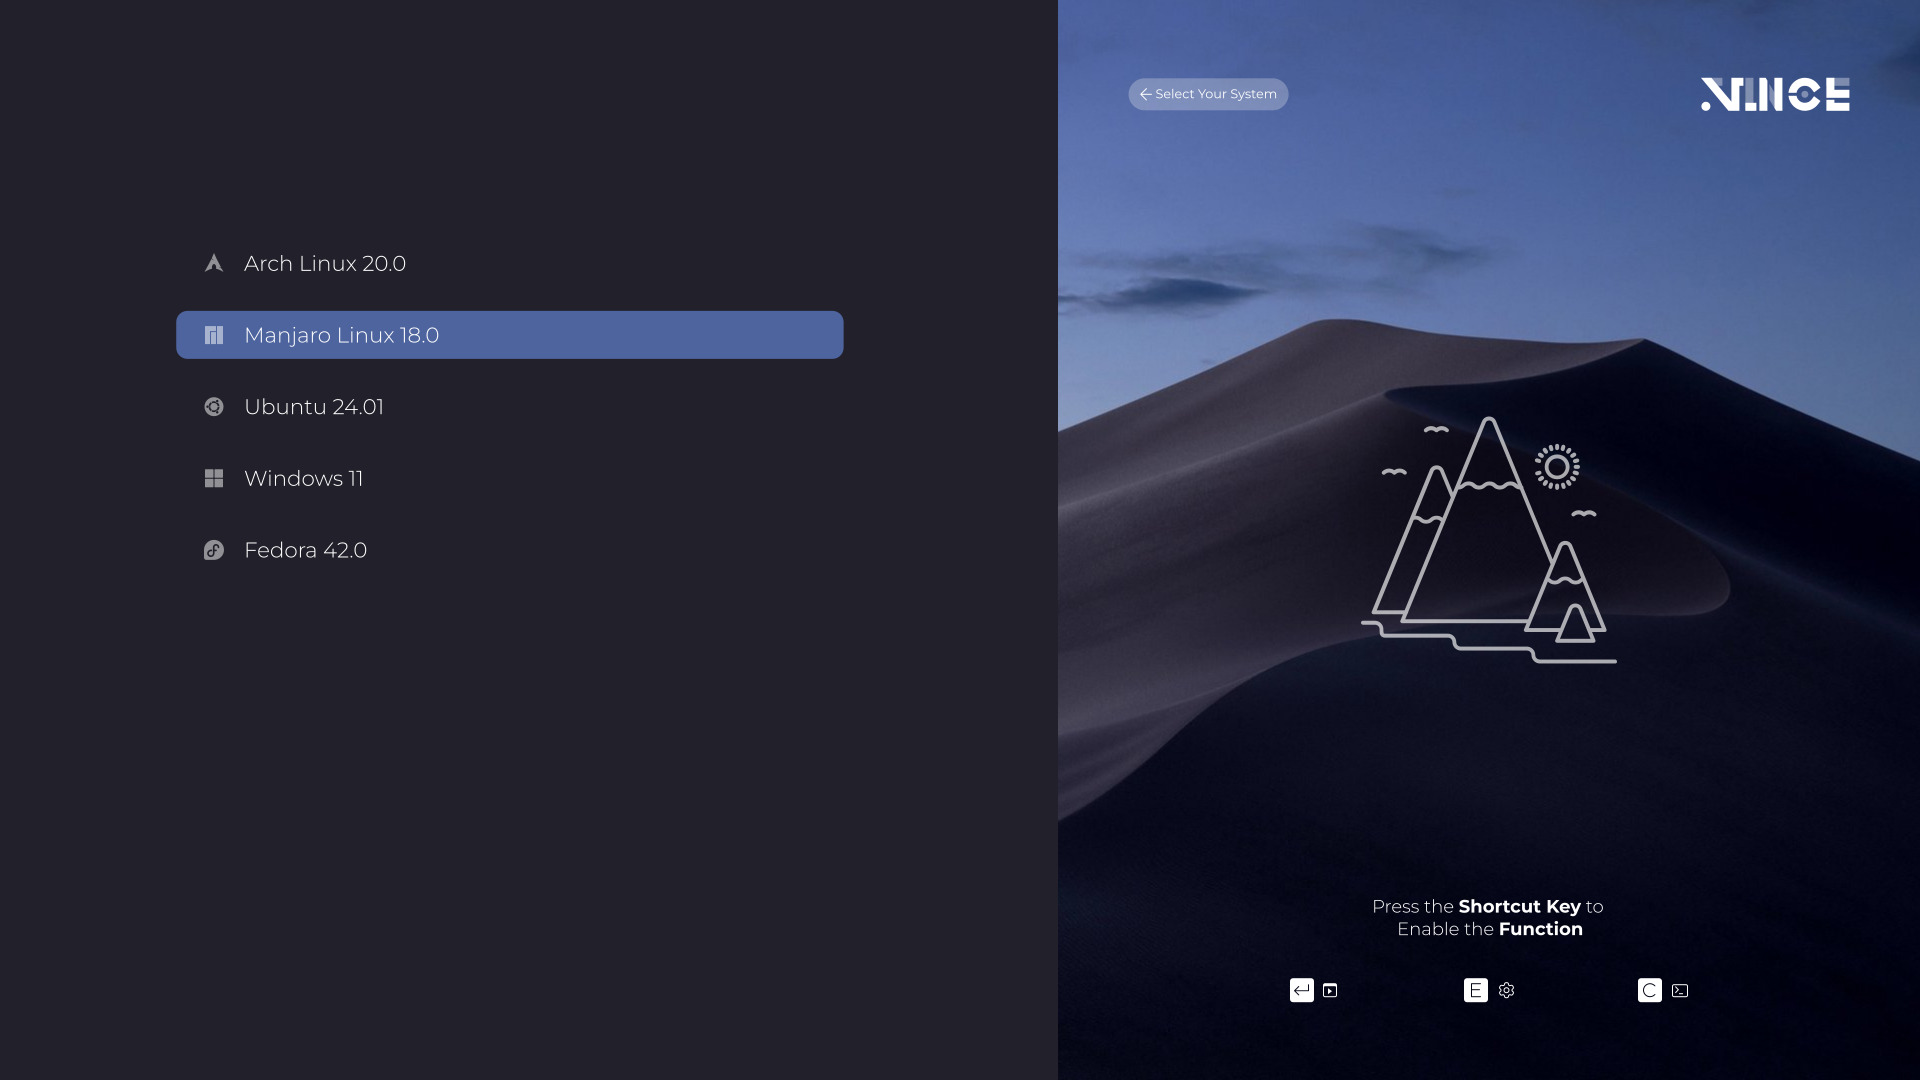 Arch Linux 20.0
Manjaro Linux 18.0
Ubuntu 24.01
Windows 11
Fedora 42.0
← Select Your System
VINCE
Press the Shortcut Key to
Enable the Function
E
C